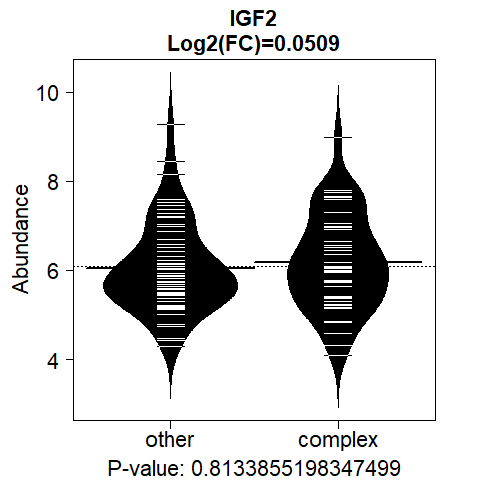 IGF2
Log2(FC)=0.0509
Abundance
10
8
6
4
other complex
P-value: 0.8133855198347499